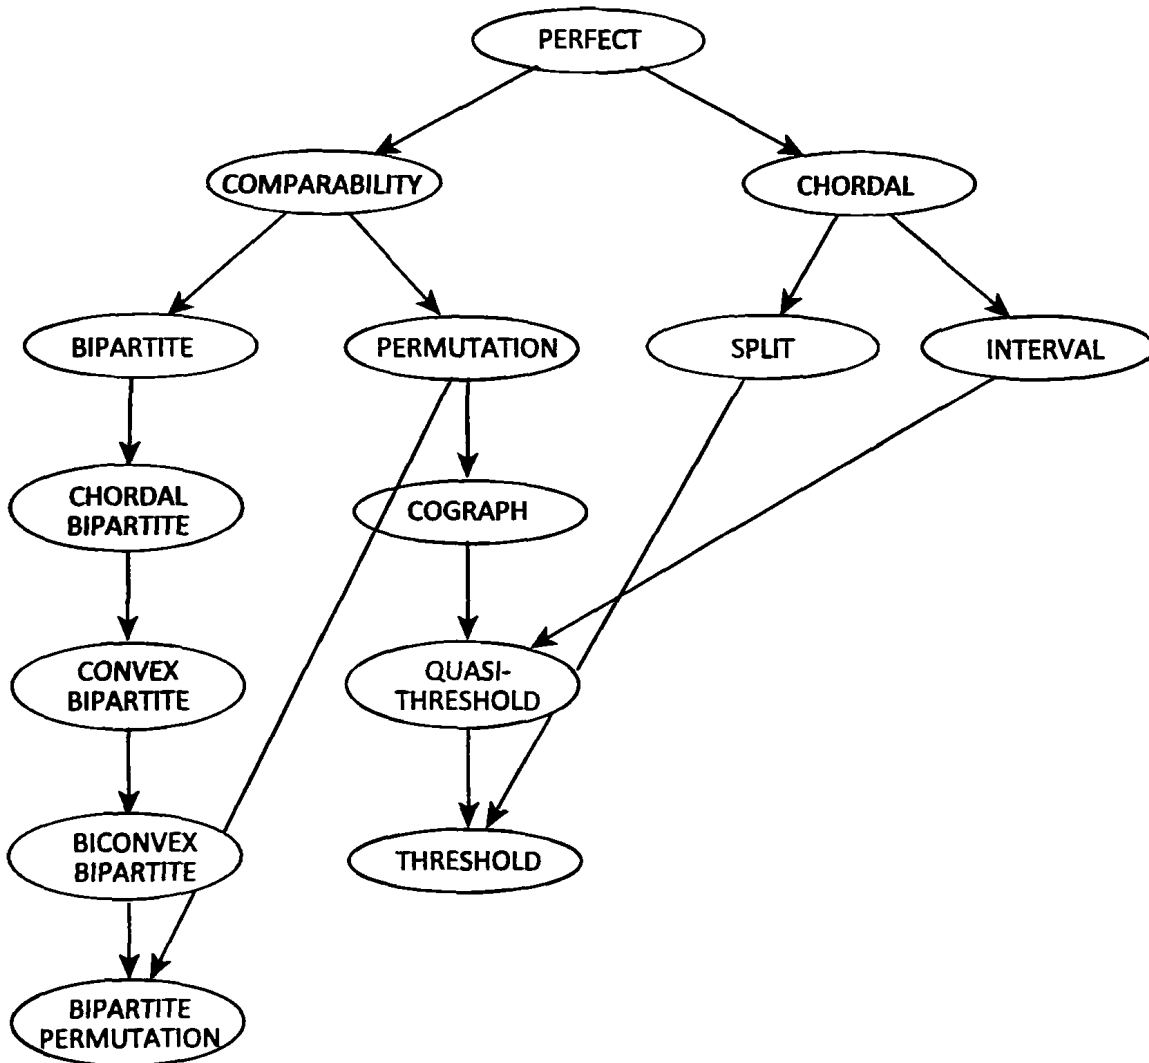 PERFECT
COMPARABILITY
CHORDAL
BIPARTITE
PERMUTATION
SPLIT
INTERVAL
CHORDAL
BIPARTITE
COGRAPH
CONVEX
BIPARTITE
QUASI-
THRESHOLD
BICONVEX
BIPARTITE
THRESHOLD
BIPARTITE
PERMUTATION